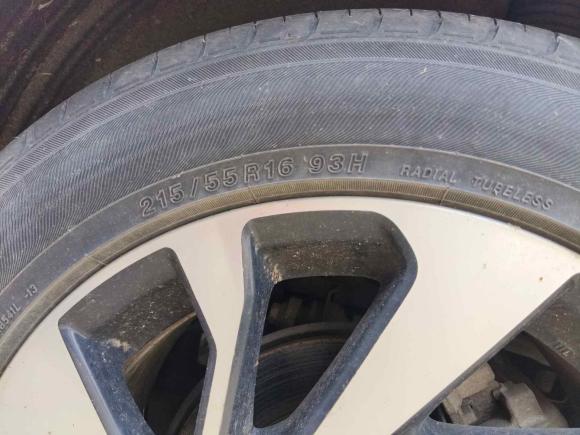 215/55R16 93H RADIAL TUBELESS